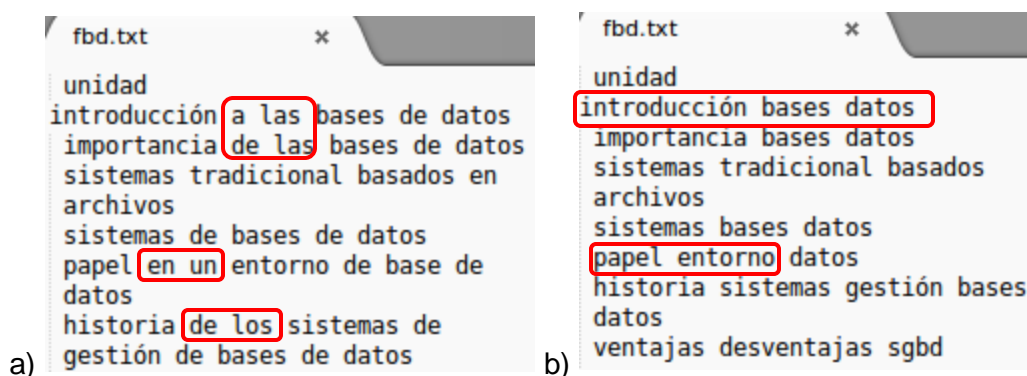 fbd.txt ×
unidad
introducción a las bases de datos
importancia de las bases de datos
sistemas tradicional basados en
archivos
sistemas de bases de datos
papel en un entorno de base de
datos
historia de los sistemas de
gestión de bases de datos
a)
fbd.txt ×
unidad
introducción bases datos
importancia bases datos
sistemas tradicional basados
archivos
sistemas bases datos
papel entorno datos
historia sistemas gestión bases
datos
ventajas desventajas sgbd
b)